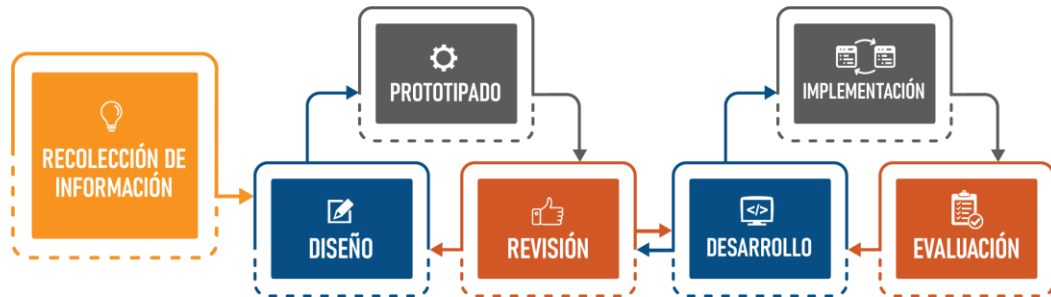 RECOLECCIÓN DE
INFORMACIÓN
PROTOTIPADO
DISEÑO
REVISIÓN
IMPLEMENTACIÓN
</>
DESARROLLO
EVALUACIÓN